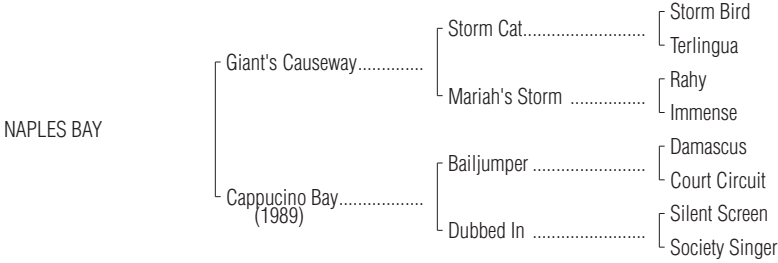 Storm Bird
Storm Cat.........................
Terlingua
Giant's Causeway..............
Rahy
Mariah's Storm ................
Immense
NAPLES BAY
Damascus
Bailjumper ........................
Court Circuit
Cappucino Bay..................
(1989)
Silent Screen
Dubbed In ........................
Society Singer